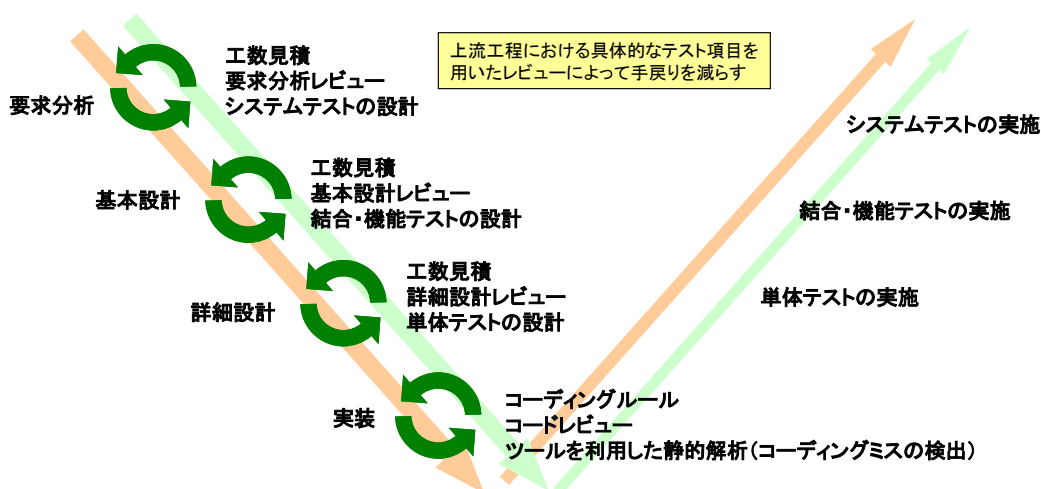 工数見積
要求分析レビュー
システムテストの設計
上流工程における具体的なテスト項目を
用いたレビューによって手戻りを減らす
要求分析
システムテストの実施
工数見積
基本設計レビュー
結合・機能テストの設計
基本設計
結合・機能テストの実施
工数見積
詳細設計レビュー
単体テストの設計
詳細設計
単体テストの実施
実装
コーディングルール
コードレビュー
ツールを利用した静的解析（コーディングミスの検出）